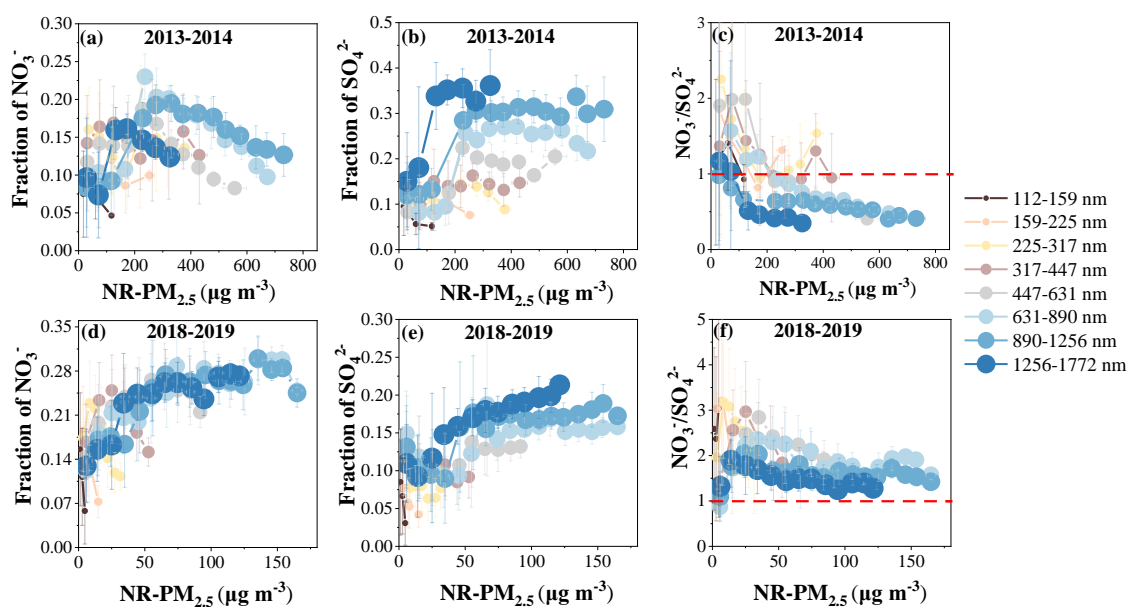 (a) 2013-2014
Fraction of NO₃⁻
0.30
0.25
0.20
0.15
0.10
0.05
0.00
0 200 400 600 800
NR-PM₂.₅ (µg m⁻³)
(b) 2013-2014
Fraction of SO₄²⁻
0.5
0.4
0.3
0.2
0.1
0.0
0 200 400 600 800
NR-PM₂.₅ (µg m⁻³)
(c)
2013-2014
NO₃⁻/SO₄²⁻
3
2
1
0
0 200 400 600 800
NR-PM₂.₅ (µg m⁻³)
112-159 nm
159-225 nm
225-317 nm
317-447 nm
447-631 nm
631-890 nm
890-1256 nm
1256-1772 nm
(d) 2018-2019
Fraction of NO₃⁻
0.35
0.28
0.21
0.14
0.07
0.00
0 50 100 150
NR-PM₂.₅ (µg m⁻³)
(e) 2018-2019
Fraction of SO₄²⁻
0.30
0.25
0.20
0.15
0.10
0.05
0.00
0 50 100 150
NR-PM₂.₅ (µg m⁻³)
(f) 2018-2019
NO₃⁻/SO₄²⁻
5
4
3
2
1
0
0 50 100 150
NR-PM₂.₅ (µg m⁻³)